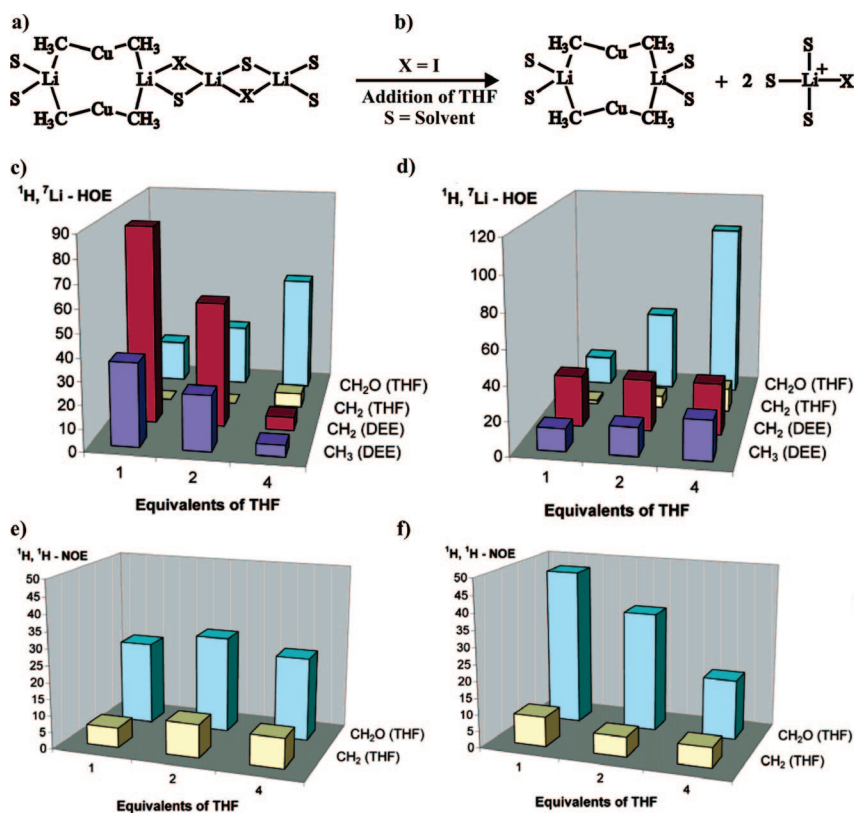 a)
b)
H₃C Cu CH₃
S X S S
Li Li Li Li
S S X S
Cu
H₃C CH₃
X = I
Addition of THF
S = Solvent
H₃C Cu CH₃
S S
Li Li
S S
Cu
H₃C CH₃
+ 2
S
S Li + X
S
c)
¹H, ⁷Li - HOE
90
80
70
60
50
40
30
20
10
0
1 2 4
Equivalents of THF
CH₂O (THF)
CH₂ (THF)
CH₂ (DEE)
CH₃ (DEE)
d)
¹H, ⁷Li - HOE
120
100
80
60
40
20
0
1 2 4
Equivalents of THF
CH₂O (THF)
CH₂ (THF)
CH₂ (DEE)
CH₃ (DEE)
e)
¹H, ¹H - NOE
50
45
40
35
30
25
20
15
10
5
0
1 2 4
Equivalents of THF
CH₂O (THF)
CH₂ (THF)
f)
¹H, ¹H - NOE
50
45
40
35
30
25
20
15
10
5
0
1 2 4
Equivalents of THF
CH₂O (THF)
CH₂ (THF)